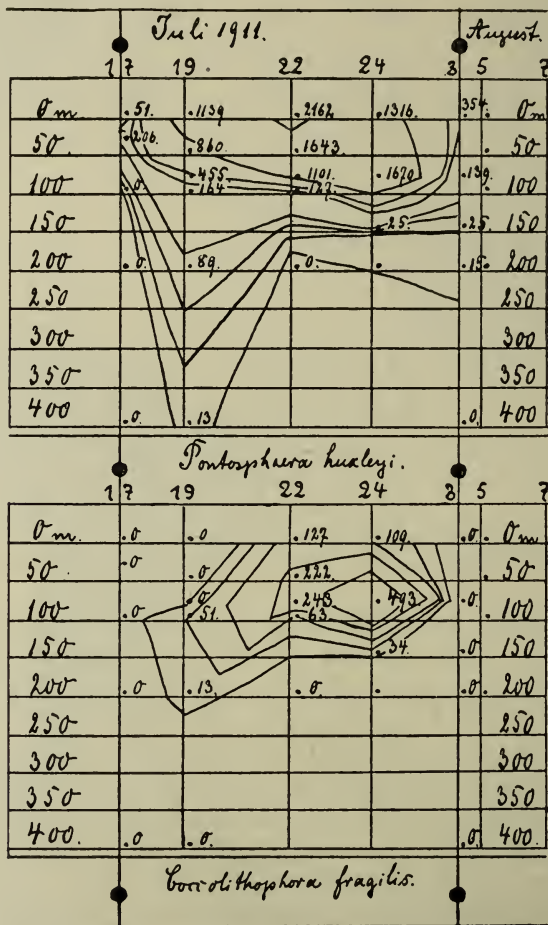 Juli 1911. August.
17 19 22 24 3 5 7
0 m. .51. .1139 .2162 .1316. 354. 0 m
.206.
50. .860. .1643. 50
.455. .1101. .1670. .139.
100 .0. .164. 100
150 .25. .25. 150
200 .0. .89. .0. . .15. 200
250 250
300 300
350 350
400 .0. .13. .0. 400
Pontosphaera huxleyi.
17 19 22 24 3 5 7
0 m. .0 .0 .127 .109. .0. 0 m.
.0
50. .0 .222. 50
.0 .243 .493. .0
100 .0 .51. .63. 100
150 .34. .0 150
200 .0 .13. .0. . .0. 200
250 250
300 300
350 350
400. .0 .0. .0. 400.
Coccolithophora fragilis.